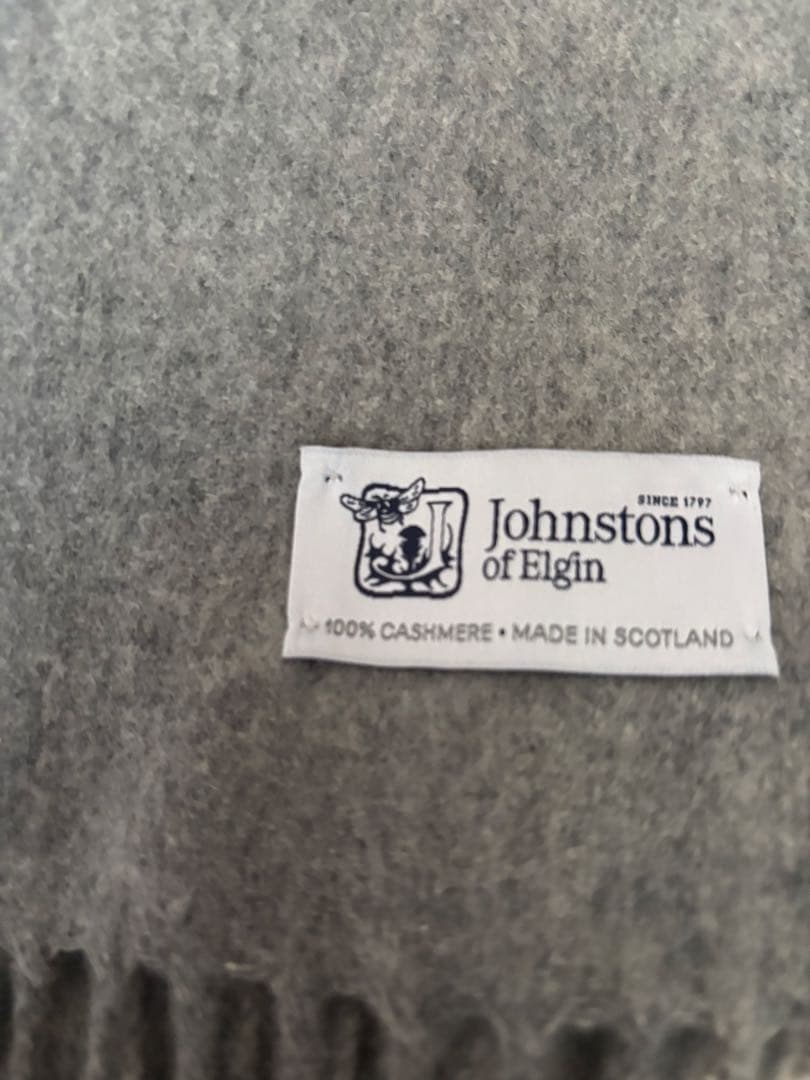 SINCE 1797
Johnstons
of Elgin
100% CASHMERE • MADE IN SCOTLAND